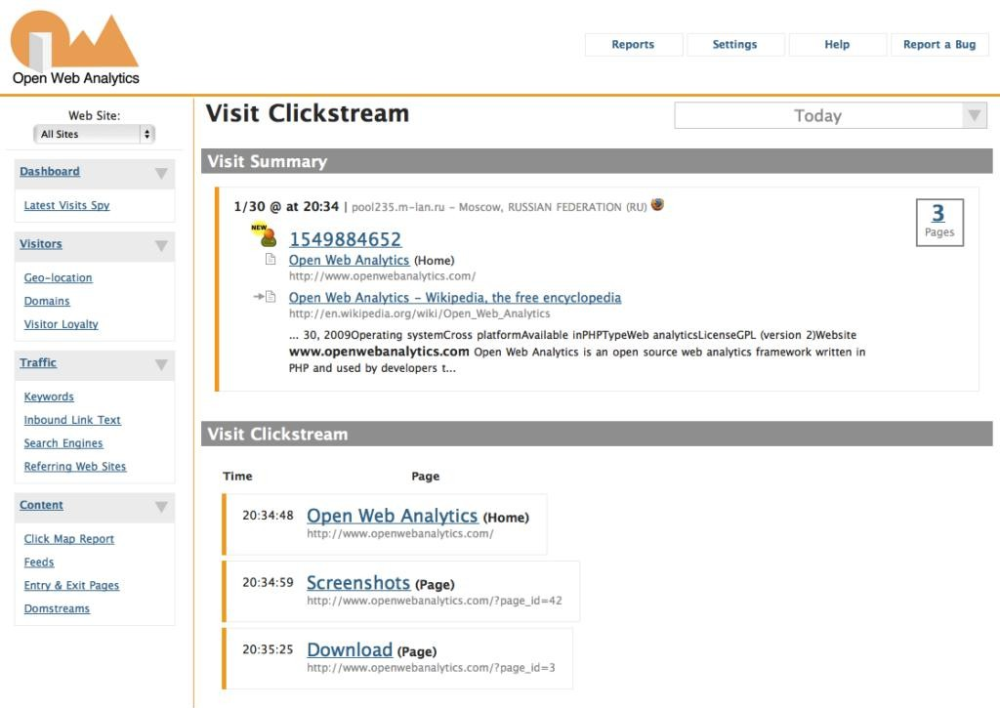 Open Web Analytics
Reports
Settings
Help
Report a Bug
Web Site:
All Sites
Dashboard
Latest Visits Spy
Visitors
Geo-location
Domains
Visitor Loyalty
Traffic
Keywords
Inbound Link Text
Search Engines
Referring Web Sites
Content
Click Map Report
Feeds
Entry & Exit Pages
Domstreams
Visit Clickstream
Today
Visit Summary
1/30 @ at 20:34 | pool235.m-lan.ru – Moscow, RUSSIAN FEDERATION (RU)
3
Pages
NEW
1549884652
Open Web Analytics (Home)
http://www.openwebanalytics.com/
Open Web Analytics – Wikipedia, the free encyclopedia
http://en.wikipedia.org/wiki/Open_Web_Analytics
... 30, 2009Operating systemCross platformAvailable inPHPTypeWeb analyticsLicenseGPL (version 2)Website
www.openwebanalytics.com Open Web Analytics is an open source web analytics framework written in
PHP and used by developers t...
Visit Clickstream
Time Page
20:34:48 Open Web Analytics (Home)
http://www.openwebanalytics.com/
20:34:59 Screenshots (Page)
http://www.openwebanalytics.com/?page_id=42
20:35:25 Download (Page)
http://www.openwebanalytics.com/?page_id=3